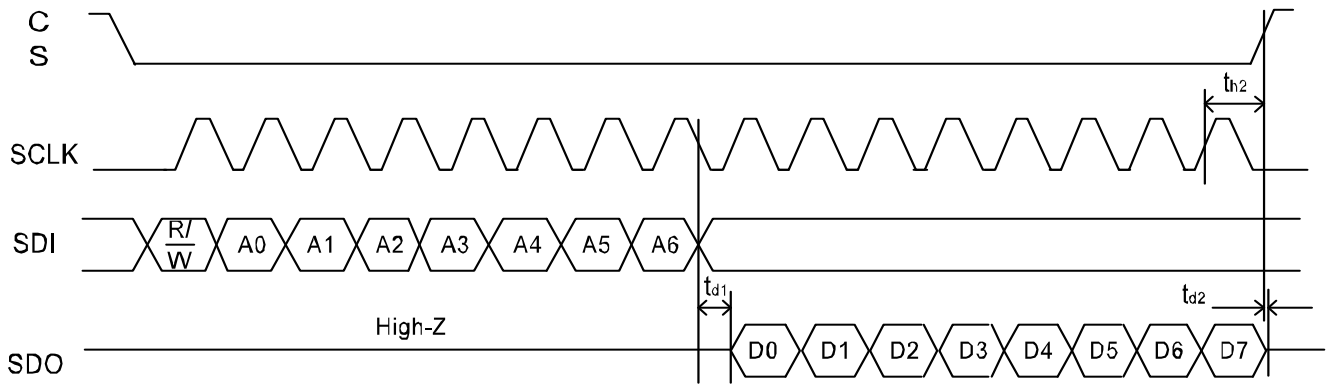 C
S
th2
SCLK
SDI
R/
W
A0 A1 A2 A3 A4 A5 A6
td1
td2
High-Z
SDO
D0 D1 D2 D3 D4 D5 D6 D7